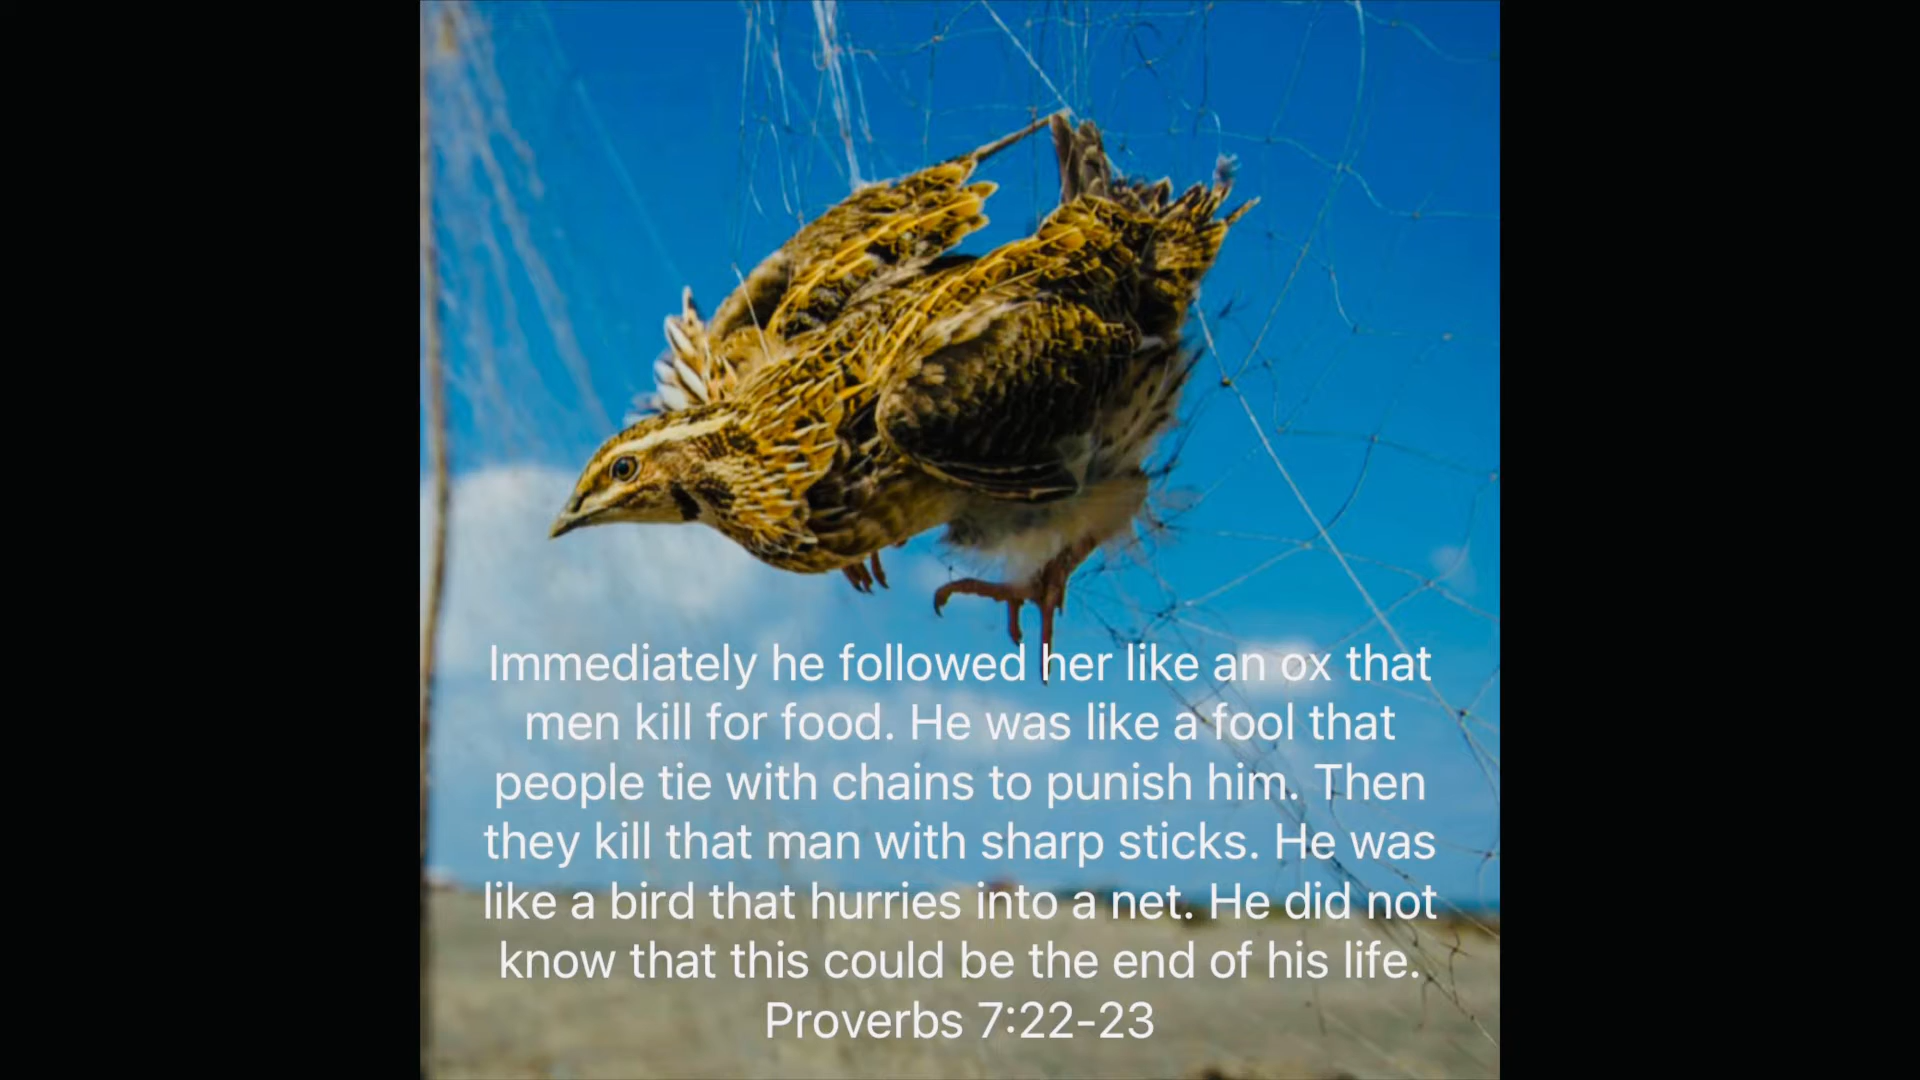 Immediately he followed her like an ox that
men kill for food. He was like a fool that
people tie with chains to punish him. Then
they kill that man with sharp sticks. He was
like a bird that hurries into a net. He did not
know that this could be the end of his life.
Proverbs 7:22-23